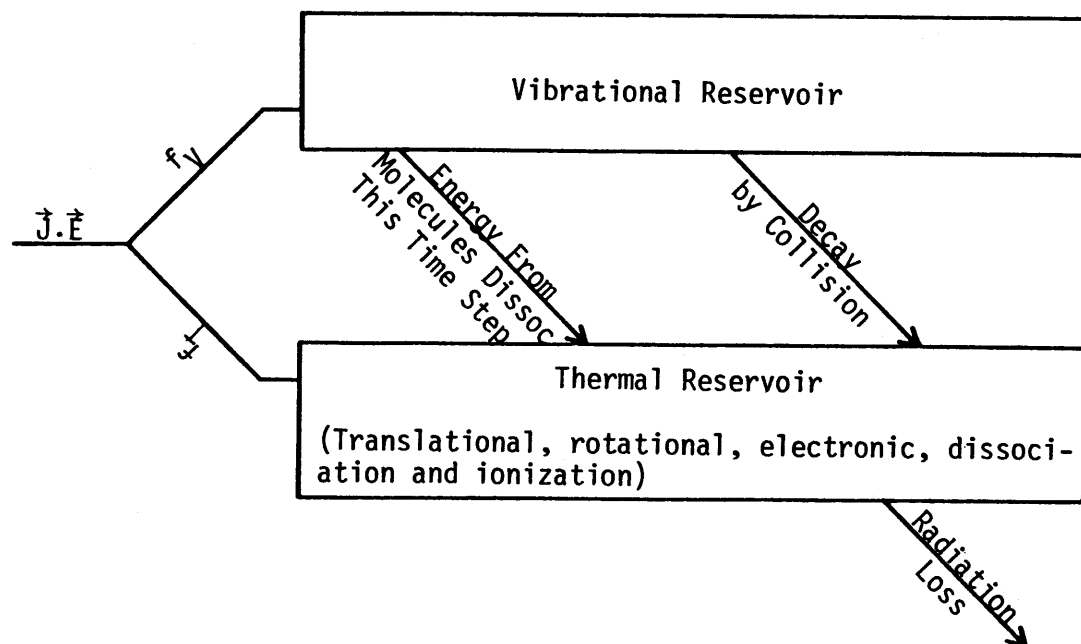 Vibrational Reservoir
f_V
J⃗.E⃗
f_T
Energy From
Molecules Dissoc.
This Time Step
Decay
by Collision
Thermal Reservoir
(Translational, rotational, electronic, dissoci-
ation and ionization)
Radiation
Loss